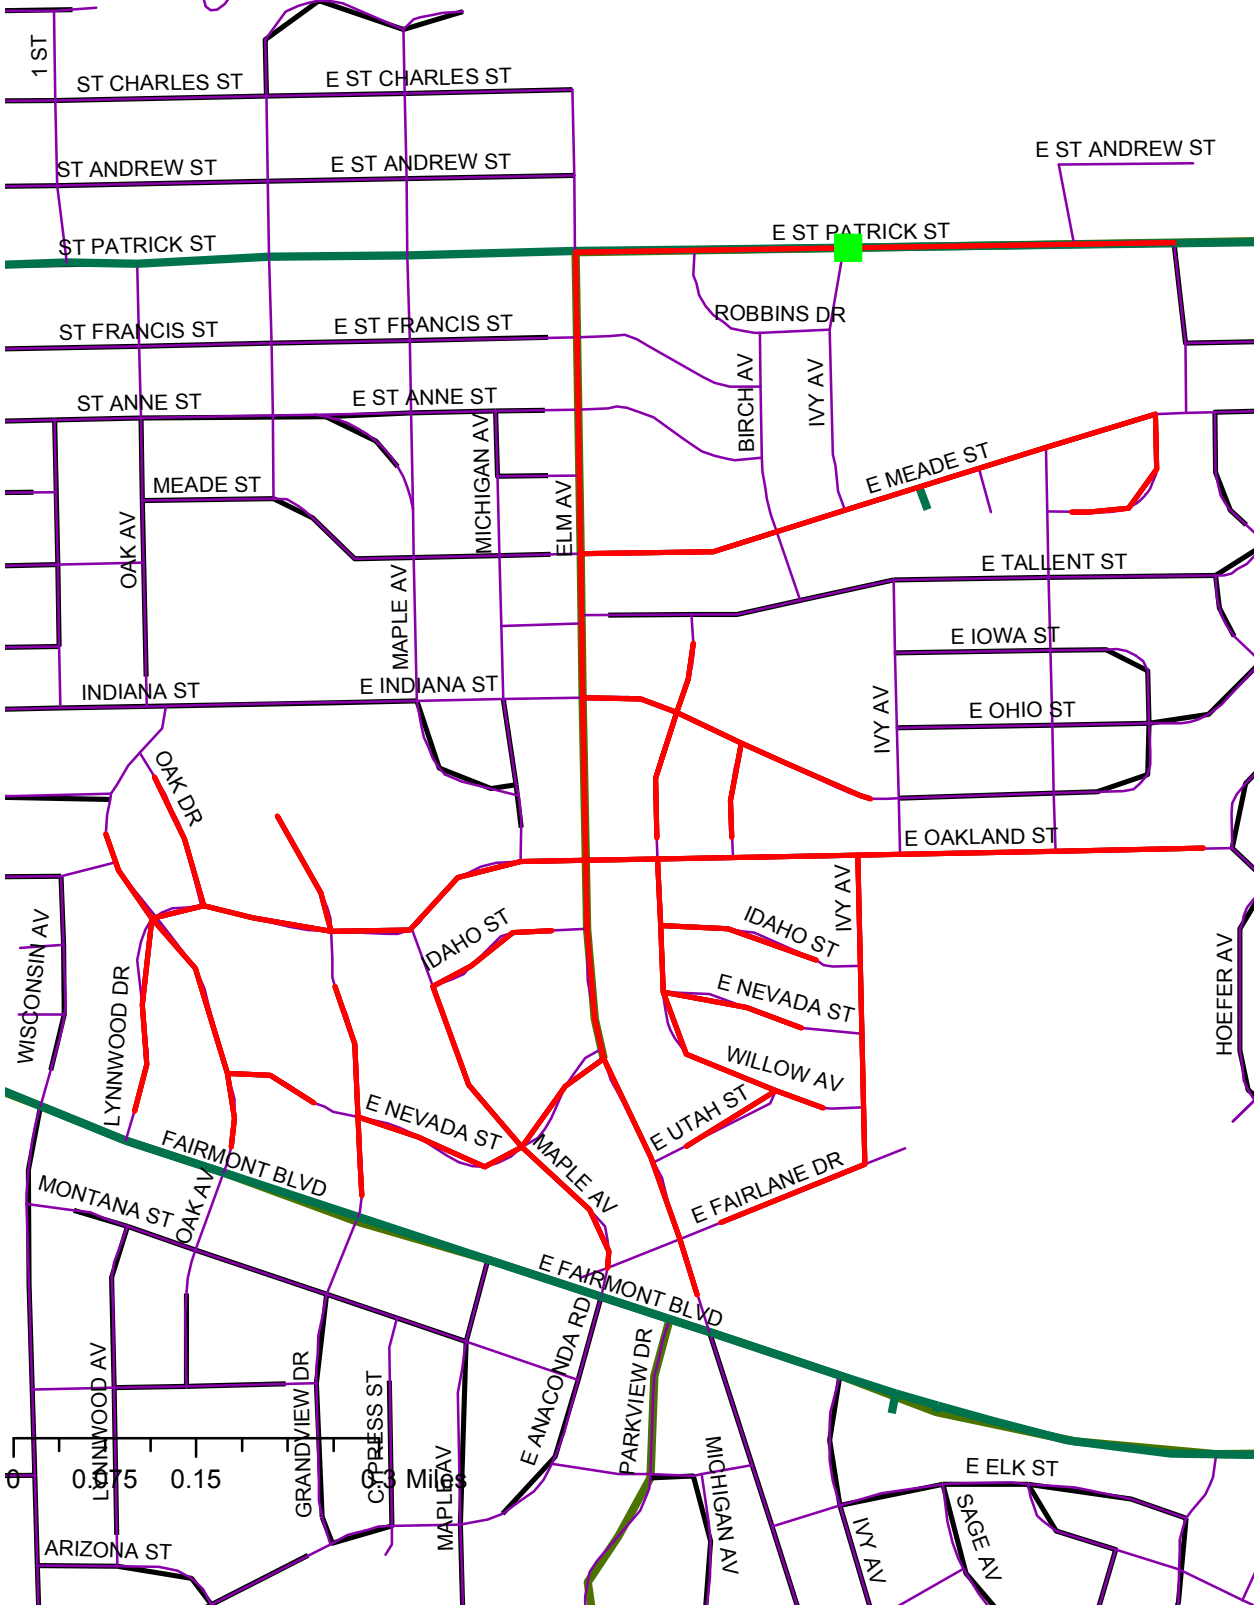 1 ST
ST CHARLES ST
E ST CHARLES ST
ST ANDREW ST
E ST ANDREW ST
E ST ANDREW ST
ST PATRICK ST
E ST PATRICK ST
ROBBINS DR
ST FRANCIS ST
E ST FRANCIS ST
BIRCH AV
IVY AV
ST ANNE ST
E ST ANNE ST
MICHIGAN AV
E MEADE ST
MEADE ST
ELM AV
OAK AV
MAPLE AV
E TALLENT ST
E IOWA ST
INDIANA ST
E INDIANA ST
IVY AV
E OHIO ST
OAK DR
E OAKLAND ST
IVY AV
WISCONSIN AV
IDAHO ST
IDAHO ST
HOEFER AV
LYNNWOOD DR
E NEVADA ST
WILLOW AV
E NEVADA ST
E UTAH ST
MAPLE AV
FAIRMONT BLVD
E FAIRLANE DR
MONTANA ST
OAK AV
E FAIRMONT BLVD
E ANACONDA RD
PARKVIEW DR
LYNNWOOD AV
GRANDVIEW DR
CYPRESS ST
MAPLE AV
MICHIGAN AV
E ELK ST
SAGE AV
IVY AV
0 0.075 0.15 0.3 Miles
ARIZONA ST